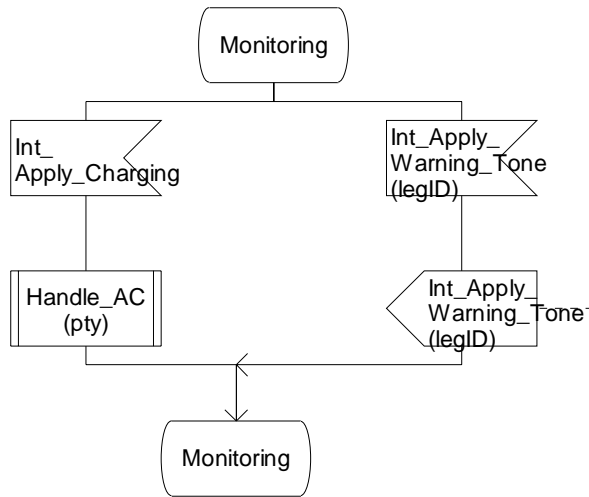 Monitoring
Int_
Apply_Charging
Int_Apply_
Warning_Tone
(legID)
Handle_AC
(pty)
Int_Apply_
Warning_Tone
(legID)
Monitoring